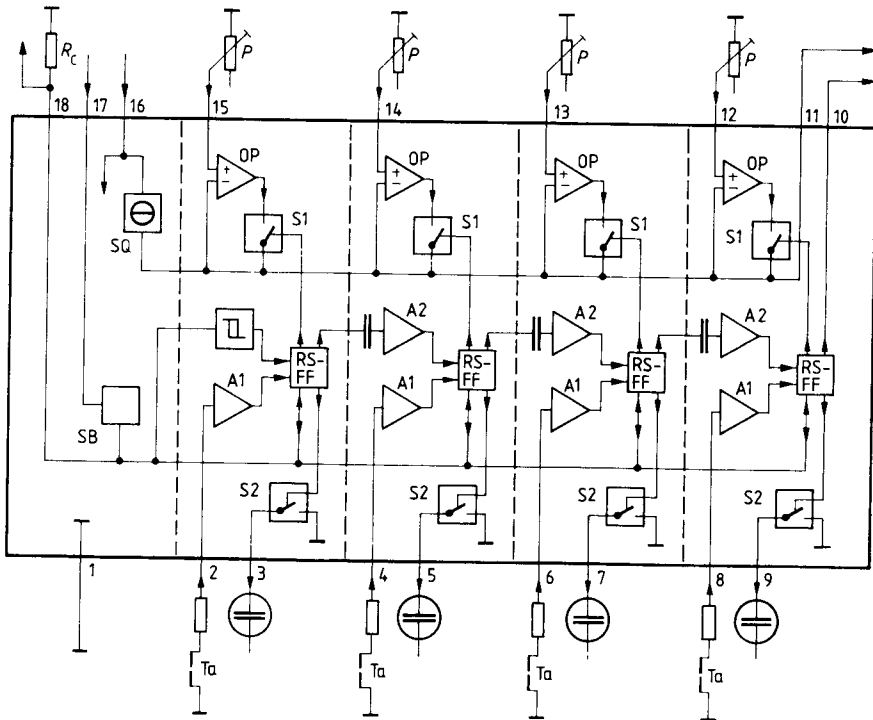 Rc P P P P
18 17 16 15 14 13 12 11 10
OP OP OP OP
+ + + +
− − − −
S1 S1 S1 S1
SQ
A2 A2 A2
RS- RS- RS- RS-
FF FF FF FF
A1 A1 A1 A1
SB
S2 S2 S2 S2
1 2 3 4 5 6 7 8 9
Ta Ta Ta Ta